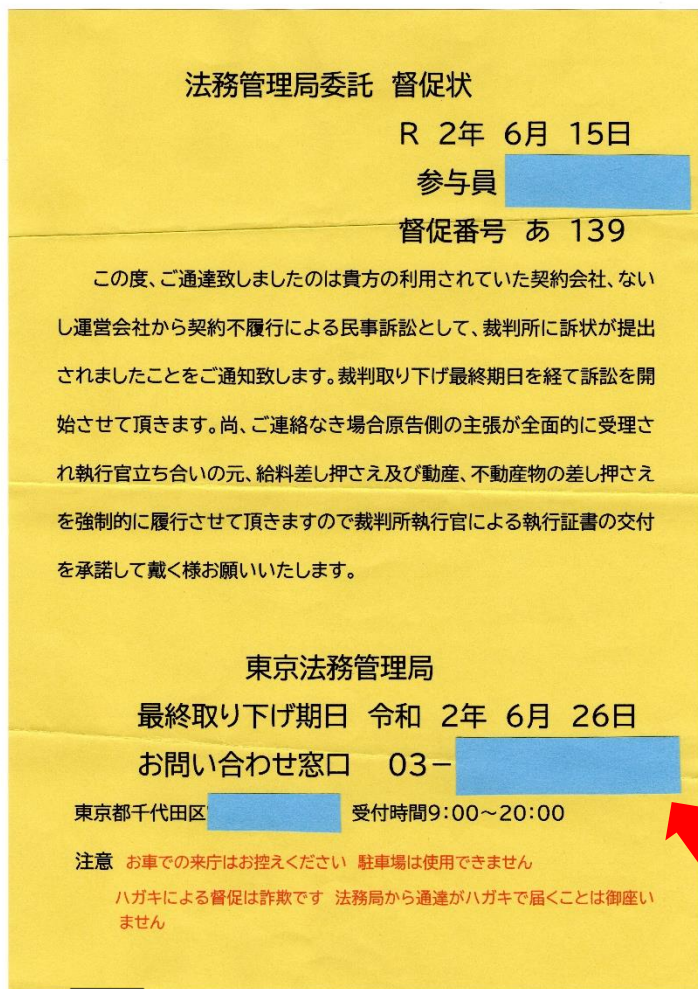 法務管理局委託 督促状
R 2年 6月 15日
参与員
督促番号 あ 139
この度、ご通達致しましたのは貴方の利用されていた契約会社、ない
し運営会社から契約不履行による民事訴訟として、裁判所に訴状が提出
されましたことをご通知致します。裁判取り下げ最終期日を経て訴訟を開
始させて頂きます。尚、ご連絡なき場合原告側の主張が全面的に受理さ
れ執行官立ち合いの元、給料差し押さえ及び動産、不動産物の差し押さえ
を強制的に履行させて頂きますので裁判所執行官による執行証書の交付
を承諾して戴く様お願いいたします。
東京法務管理局
最終取り下げ期日 令和 2年 6月 26日
お問い合わせ窓口 03-
東京都千代田区 受付時間9:00~20:00
注意 お車での来庁はお控えください 駐車場は使用できません
ハガキによる督促は詐欺です 法務局から通達がハガキで届くことは御座い
ません